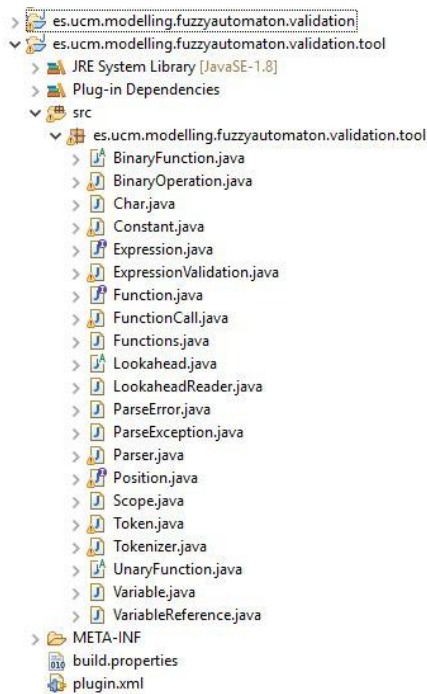 es.ucm.modelling.fuzzyautomaton.validation
es.ucm.modelling.fuzzyautomaton.validation.tool
JRE System Library [JavaSE-1.8]
Plug-in Dependencies
src
es.ucm.modelling.fuzzyautomaton.validation.tool
BinaryFunction.java
BinaryOperation.java
Char.java
Constant.java
Expression.java
ExpressionValidation.java
Function.java
FunctionCall.java
Functions.java
Lookahead.java
LookaheadReader.java
ParseError.java
ParseException.java
Parser.java
Position.java
Scope.java
Token.java
Tokenizer.java
UnaryFunction.java
Variable.java
VariableReference.java
META-INF
build.properties
plugin.xml